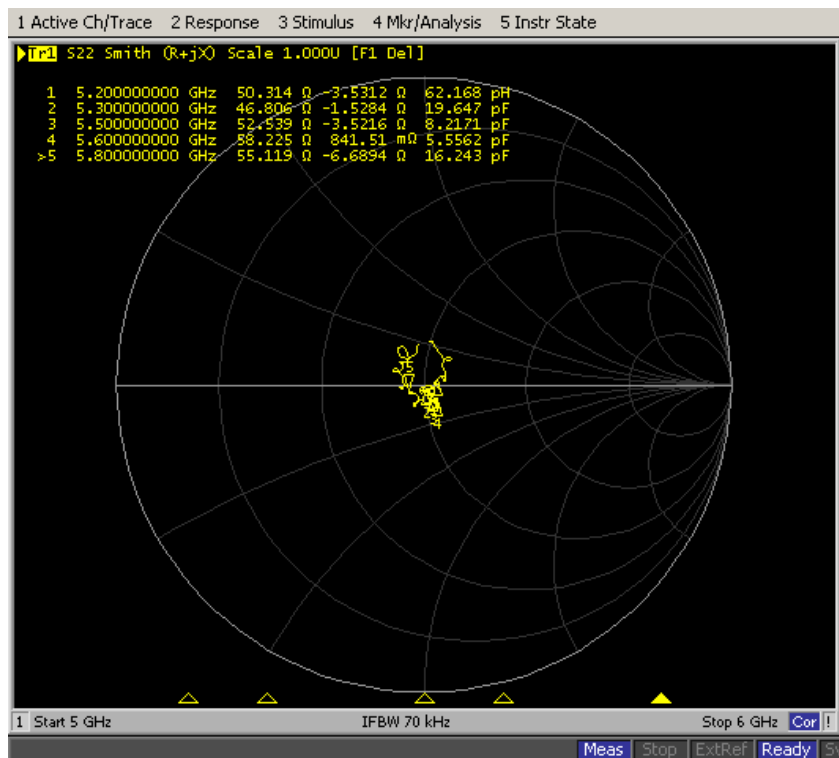 1 Active Ch/Trace 2 Response 3 Stimulus 4 Mkr/Analysis 5 Instr State
Tr1 S22 Smith (R+jX) Scale 1.000U [F1 Del]
1 5.200000000 GHz 50.314 Ω -3.5312 Ω 62.168 pH
2 5.300000000 GHz 46.806 Ω -1.5284 Ω 19.647 pF
3 5.500000000 GHz 52.539 Ω -3.5216 Ω 8.2171 pF
4 5.600000000 GHz 58.225 Ω 841.51 mΩ 5.5562 pF
>5 5.800000000 GHz 55.119 Ω -6.6894 Ω 16.243 pF
1 Start 5 GHz IFBW 70 kHz Stop 6 GHz Cor !
Meas Stop ExtRef Ready